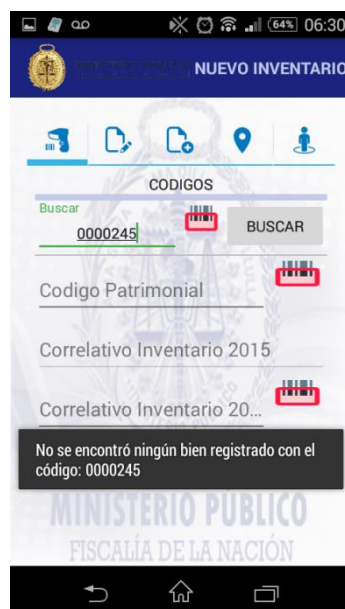 64% 06:30
NUEVO INVENTARIO
CODIGOS
Buscar
0000245
BUSCAR
Codigo Patrimonial
Correlativo Inventario 2015
Correlativo Inventario 20...
No se encontró ningún bien registrado con el
código: 0000245
MINISTERIO PÚBLICO
FISCALÍA DE LA NACIÓN